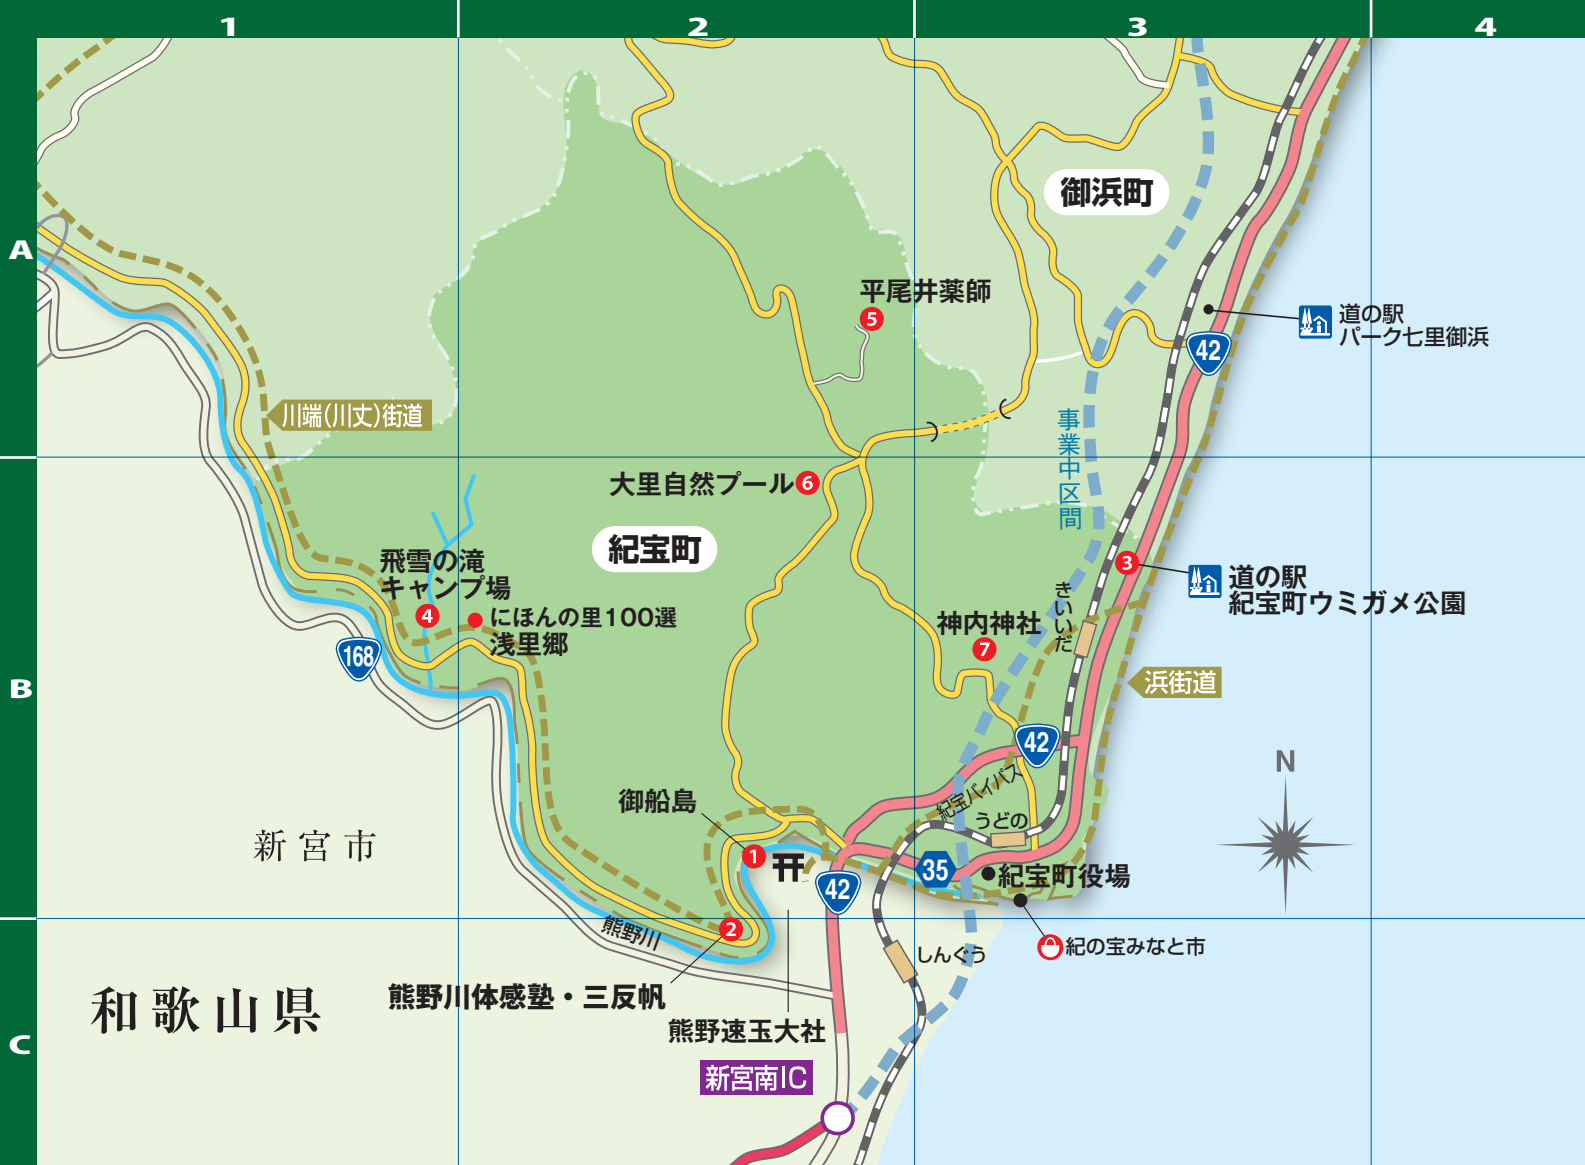 1
2
3
4
A
御浜町
平尾井薬師
5
道の駅
パーク七里御浜
42
川端(川丈)街道
事業中区間
大里自然プール
6
紀宝町
飛雪の滝
キャンプ場
4
にほんの里100選
浅里郷
3
道の駅
紀宝町ウミガメ公園
きいいだ
神内神社
7
168
B
浜街道
42
N
紀宝バイパス
御船島
うどの
新宮市
1
35
42
紀宝町役場
2
熊野川
しんぐう
紀の宝みなと市
熊野川体感塾・三反帆
和歌山県
熊野速玉大社
C
新宮南IC